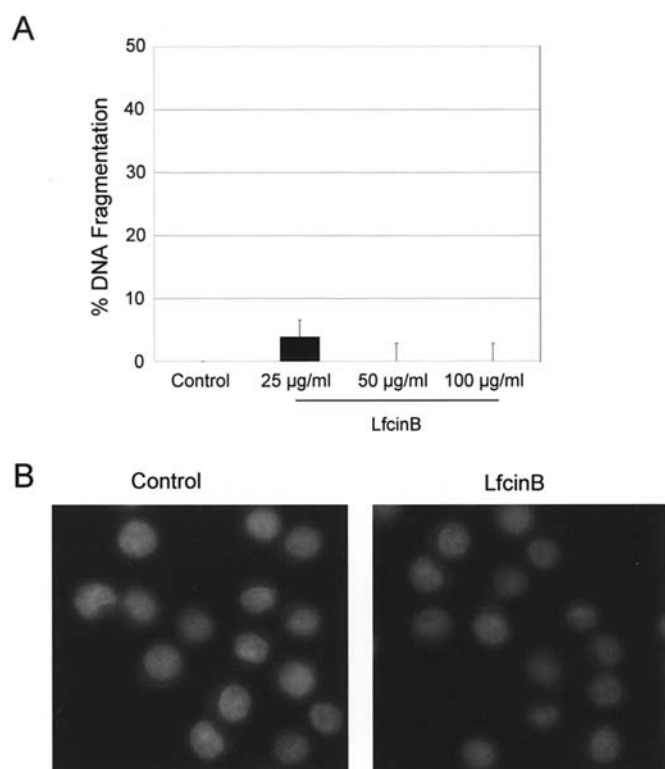 A
50
40
30
20
10
0
% DNA Fragmentation
Control 25 µg/ml 50 µg/ml 100 µg/ml
LfcinB
B
Control LfcinB